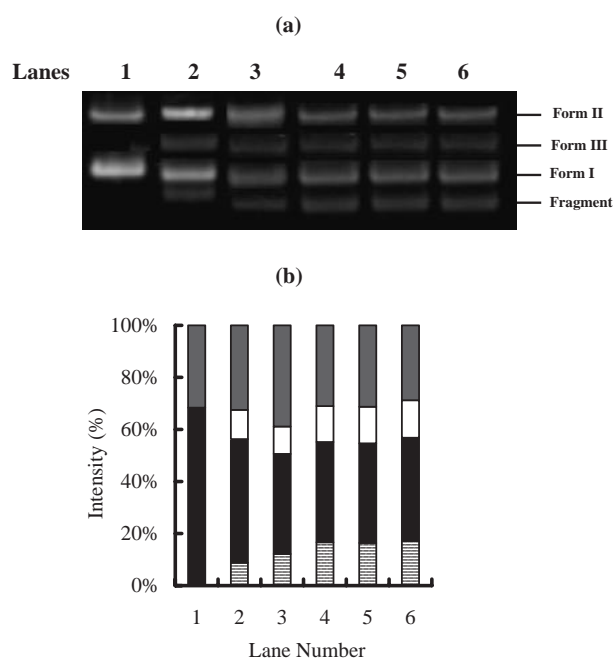 (a)
Lanes 1 2 3 4 5 6
Form II
Form III
Form I
Fragment
(b)
100%
80%
60%
40%
20%
0%
Intensity (%)
1 2 3 4 5 6
Lane Number